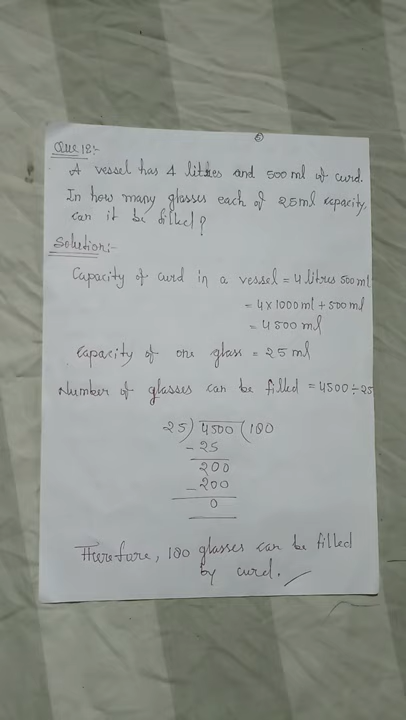 6
Que 18:-
A vessel has 4 litres and 500 ml of curd.
In how many glasses each of 25 ml capacity,
can it be filled?
Solution:-
Capacity of curd in a vessel = 4 litres 500 ml
= 4 x 1000 ml + 500 ml
= 4500 ml
Capacity of one glass = 25 ml
Number of glasses can be filled = 4500 ÷ 25
25) 4500 (180
- 25
200
- 200
0
Therefore, 180 glasses can be filled
by curd.